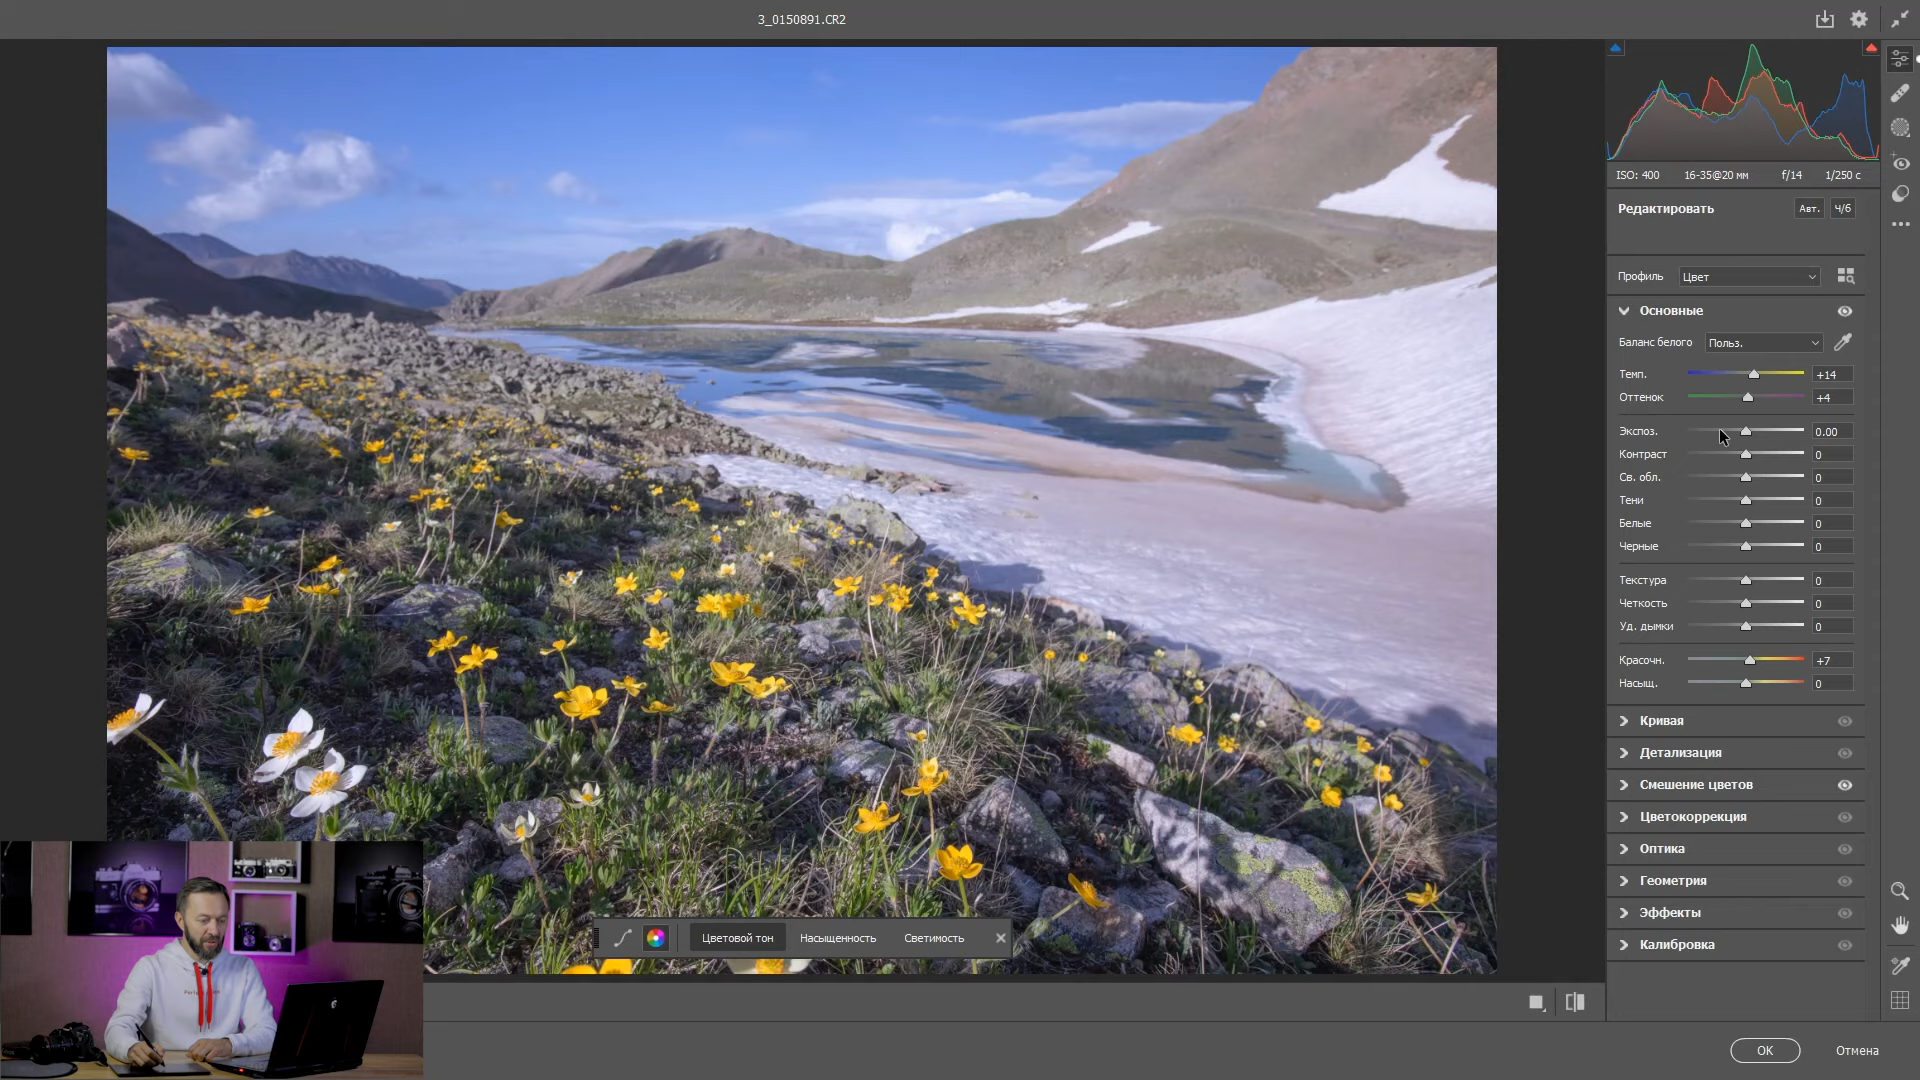 3_0150891.CR2
ISO: 400 16-35@20 мм f/14 1/250 с
Редактировать Авт. Ч/б
Профиль Цвет
Основные
Баланс белого Польз.
Темп. +14
Оттенок +4
Экспоз. 0.00
Контраст 0
Св. обл. 0
Тени 0
Белые 0
Черные 0
Текстура 0
Четкость 0
Уд. дымки 0
Красочн. +7
Насыщ. 0
Кривая
Детализация
Смешение цветов
Цветокоррекция
Оптика
Геометрия
Эффекты
Калибровка
Цветовой тон Насыщенность Светимость
OK Отмена